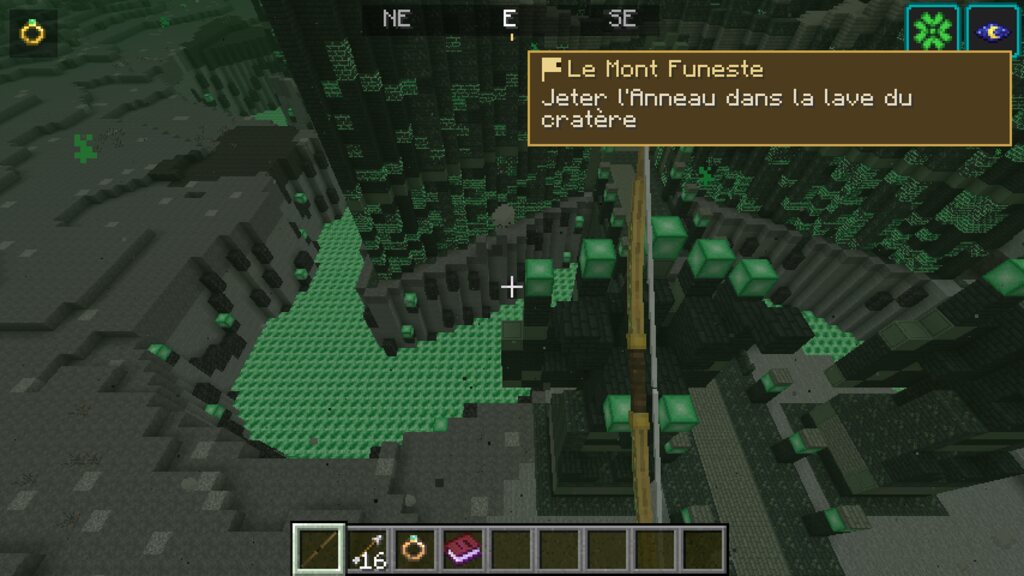 NE E SE
Le Mont Funeste
Jeter l'Anneau dans la lave du
cratère
+16